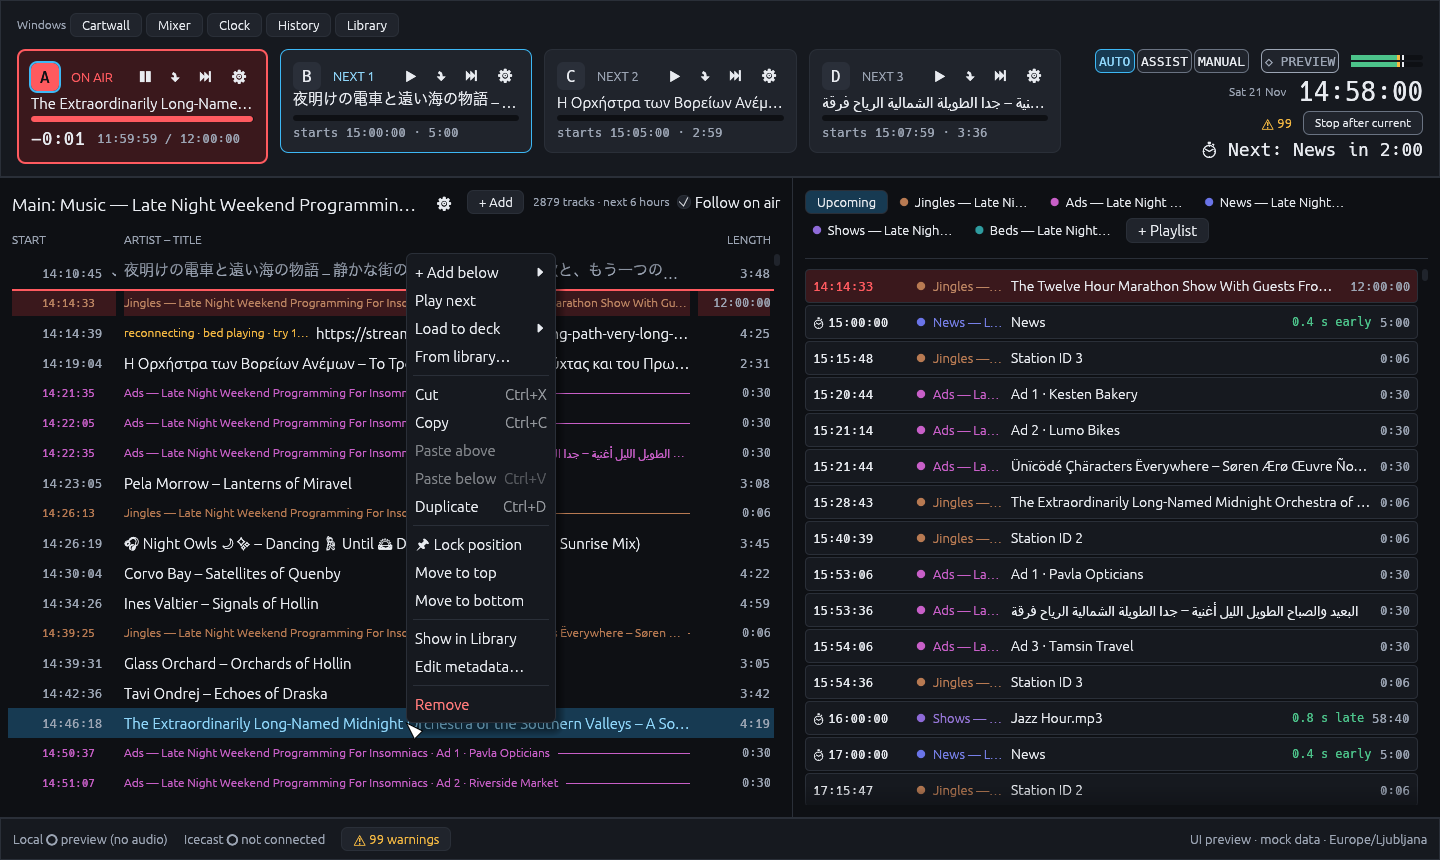 Windows Cartwall Mixer Clock History Library
A ON AIR
The Extraordinarily Long-Name…
−0:01 11:59:59 / 12:00:00
B NEXT 1
夜明けの電車と遠い海の物語 – …
starts 15:00:00 · 5:00
C NEXT 2
Η Ορχήστρα των Βορείων Ανέμ…
starts 15:05:00 · 2:59
D NEXT 3
…نية – جدا الطويلة الشمالية الرياح فرقة
starts 15:07:59 · 3:36
AUTO ASSIST MANUAL ◇ PREVIEW
Sat 21 Nov 14:58:00
⚠ 99 Stop after current
Next: News in 2:00
Main: Music — Late Night Weekend Programmin…
+ Add 2879 tracks · next 6 hours Follow on air
START ARTIST – TITLE LENGTH
14:10:45 夜明けの電車と遠い海の物語 – 静かな街の と、もう一つの… 3:48
14:14:33 Jingles — Late Night Weekend Programming For Inso arathon Show With Gu… 12:00:00
14:14:39 reconnecting · bed playing · try 1… https://stream g-path-very-long-… 4:25
14:19:04 Η Ορχήστρα των Βορείων Ανέμων – Το Τρ ύχτας και του Πρω… 2:31
14:21:35 Ads — Late Night Weekend Programming For Insomr 0:30
14:22:05 Ads — Late Night Weekend Programming For Insomr 0:30
14:22:35 Ads — Late Night Weekend Programming For Insomr … الطويل الليل أغنية – جدا ا 0:30
14:23:05 Pela Morrow – Lanterns of Miravel 3:08
14:26:13 Jingles — Late Night Weekend Programming For Inso 0:06
14:26:19 🎧 Night Owls 🌙✨ – Dancing 💃 Until 🌅 D Sunrise Mix) 3:45
14:30:04 Corvo Bay – Satellites of Quenby 4:22
14:34:26 Ines Valtier – Signals of Hollin 4:59
14:39:25 Jingles — Late Night Weekend Programming For Inso Ëverywhere – Søren … · 0:06
14:39:31 Glass Orchard – Orchards of Hollin 3:05
14:42:36 Tavi Ondrej – Echoes of Draska 3:42
14:46:18 The Extraordinarily Long-Named Midnight Orchestra of the Southern Valleys – A So… 4:19
14:50:37 Ads — Late Night Weekend Programming For Insomniacs · Ad 1 · Pavla Opticians 0:30
14:51:07 Ads — Late Night Weekend Programming For Insomniacs · Ad 2 · Riverside Market 0:30
+ Add below
Play next
Load to deck
From library…
Cut Ctrl+X
Copy Ctrl+C
Paste above
Paste below Ctrl+V
Duplicate Ctrl+D
📌 Lock position
Move to top
Move to bottom
Show in Library
Edit metadata…
Remove
Upcoming Jingles — Late Ni… Ads — Late Night … News — Late Night…
Shows — Late Nigh… Beds — Late Night… + Playlist
14:14:33 Jingles —… The Twelve Hour Marathon Show With Guests Fro… 12:00:00
15:00:00 News — L… News 0.4 s early 5:00
15:15:48 Jingles —… Station ID 3 0:06
15:20:44 Ads — La… Ad 1 · Kesten Bakery 0:30
15:21:14 Ads — La… Ad 2 · Lumo Bikes 0:30
15:21:44 Ads — La… Ünïcödé Çhäracters Ëverywhere – Søren Ærø Œuvre Ño… 0:30
15:28:43 Jingles —… The Extraordinarily Long-Named Midnight Orchestra of … 0:06
15:40:39 Jingles —… Station ID 2 0:06
15:53:06 Ads — La… Ad 1 · Pavla Opticians 0:30
15:53:36 Ads — La… البعيد والصباح الطويل الليل أغنية – جدا الطويلة الشمالية الرياح فرقة 0:30
15:54:06 Ads — La… Ad 3 · Tamsin Travel 0:30
15:54:36 Jingles —… Station ID 3 0:06
16:00:00 Shows —… Jazz Hour.mp3 0.8 s late 58:40
17:00:00 News — L… News 0.4 s early 5:00
17:15:47 Jingles —… Station ID 2 0:06
Local preview (no audio) Icecast not connected ⚠ 99 warnings UI preview · mock data · Europe/Ljubljana